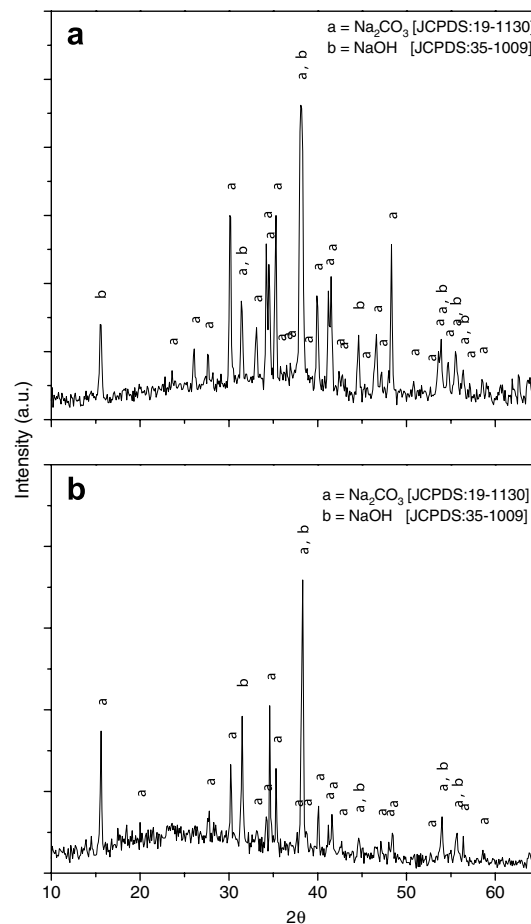 a
a = Na₂CO₃ [JCPDS:19-1130]
b = NaOH [JCPDS:35-1009]
a, b
a
a
a
a
a
b
a, b
a
a
a
a
a
a
a
a
a
a
a
a
a
b
a
a
a
a
a
a
a, b
a
a, b
a, b
a
a
Intensity (a.u.)
b
a = Na₂CO₃ [JCPDS:19-1130]
b = NaOH [JCPDS:35-1009]
a, b
a
a
b
a
a
a
a
a
a
a
a
a
a
a
a
a, b
a
a
a
a, b
a, b
a
a
10 20 30 40 50 60
2θ